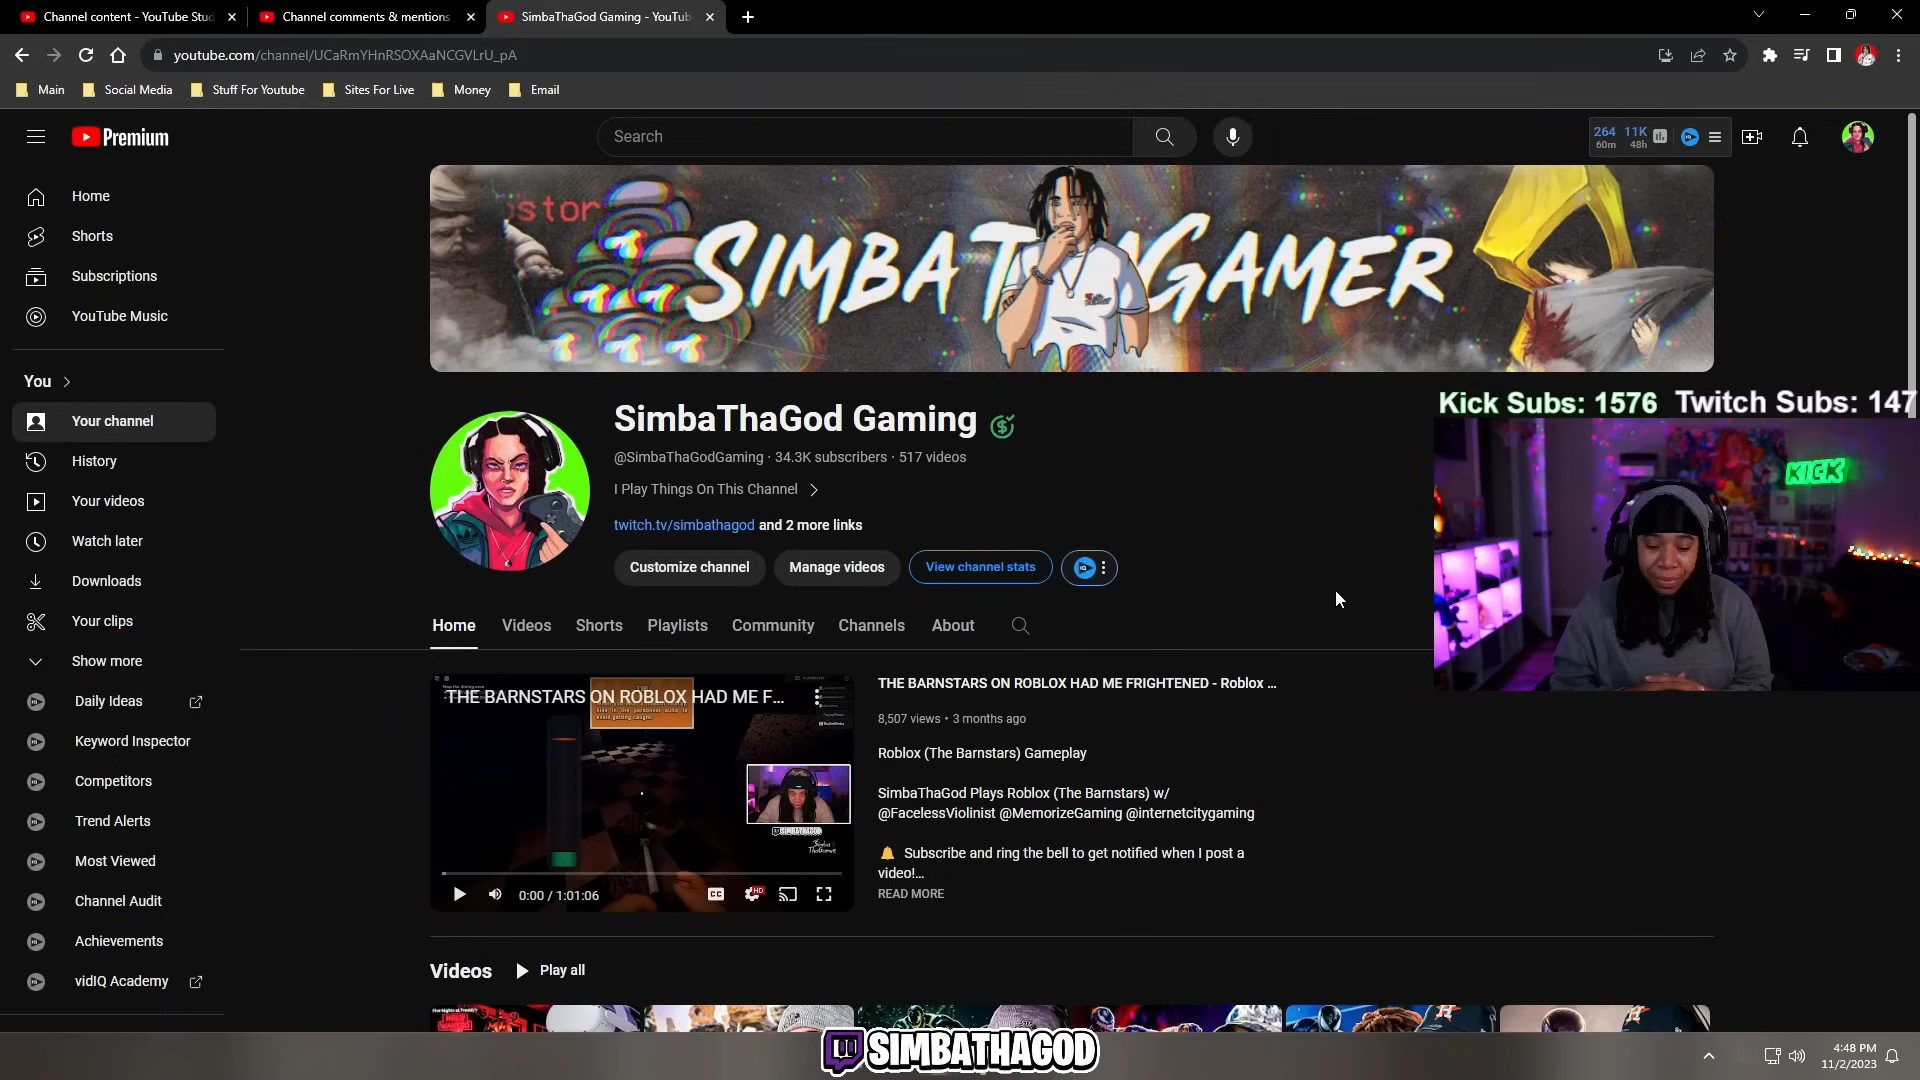 Channel content - YouTube Stud
Channel comments & mentions
SimbaThaGod Gaming - YouTub
youtube.com/channel/UCaRmYHnRSOXAaNCGVLrU_pA
Main
Social Media
Stuff For Youtube
Sites For Live
Money
Email
Premium
Search
264 11K
60m 48h
Home
Shorts
Subscriptions
YouTube Music
You
Your channel
History
Your videos
Watch later
Downloads
Your clips
Show more
Daily Ideas
Keyword Inspector
Competitors
Trend Alerts
Most Viewed
Channel Audit
Achievements
vidIQ Academy
SIMBATHAGAMER
SimbaThaGod Gaming
@SimbaThaGodGaming · 34.3K subscribers · 517 videos
I Play Things On This Channel
twitch.tv/simbathagod and 2 more links
Customize channel
Manage videos
View channel stats
Kick Subs: 1576 Twitch Subs: 147
KICK
Home Videos Shorts Playlists Community Channels About
THE BARNSTARS ON ROBLOX HAD ME F...
0:00 / 1:01:06
CC
HD
SIMBATHAGOD
THE BARNSTARS ON ROBLOX HAD ME FRIGHTENED - Roblox ...
8,507 views • 3 months ago
Roblox (The Barnstars) Gameplay
SimbaThaGod Plays Roblox (The Barnstars) w/
@FacelessViolinist @MemorizeGaming @internetcitygaming
🔔 Subscribe and ring the bell to get notified when I post a
video!...
READ MORE
Videos
Play all
SIMBATHAGOD
4:48 PM
11/2/2023